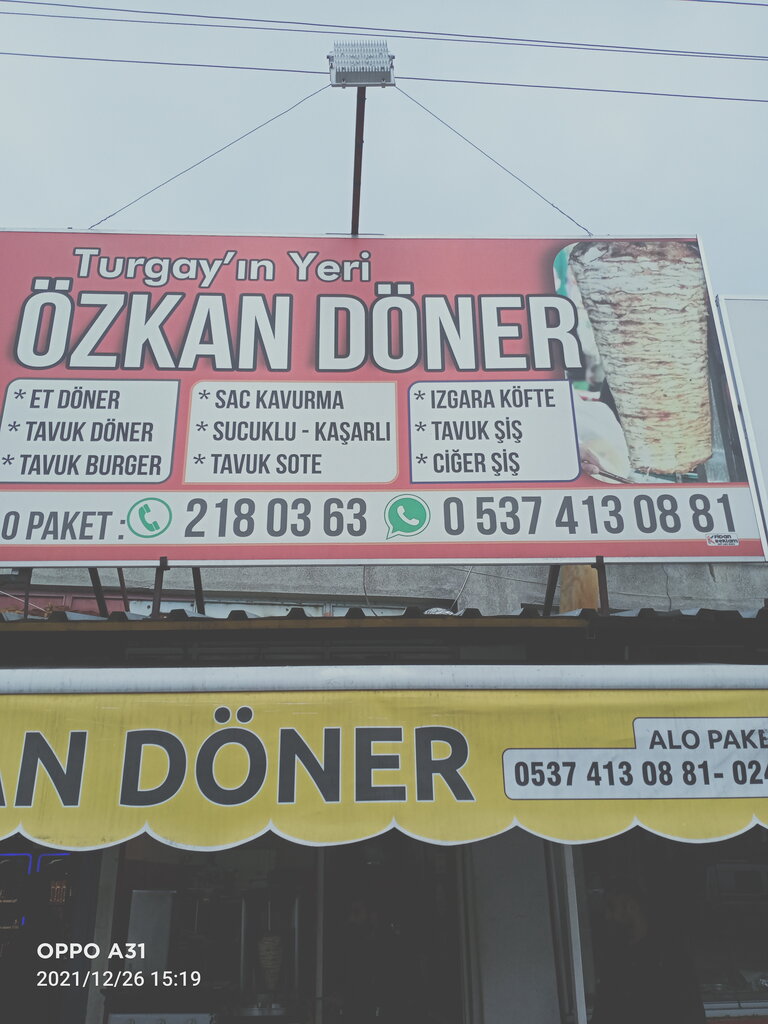 Turgay'ın Yeri
ÖZKAN DÖNER
* ET DÖNER
* TAVUK DÖNER
* TAVUK BURGER
* SAC KAVURMA
* SUCUKLU - KAŞARLI
* TAVUK SOTE
* IZGARA KÖFTE
* TAVUK ŞİŞ
* CİĞER ŞİŞ
O PAKET : 218 03 63 0 537 413 08 81
AN DÖNER
ALO PAKE
0537 413 08 81- 024
OPPO A31
2021/12/26 15:19